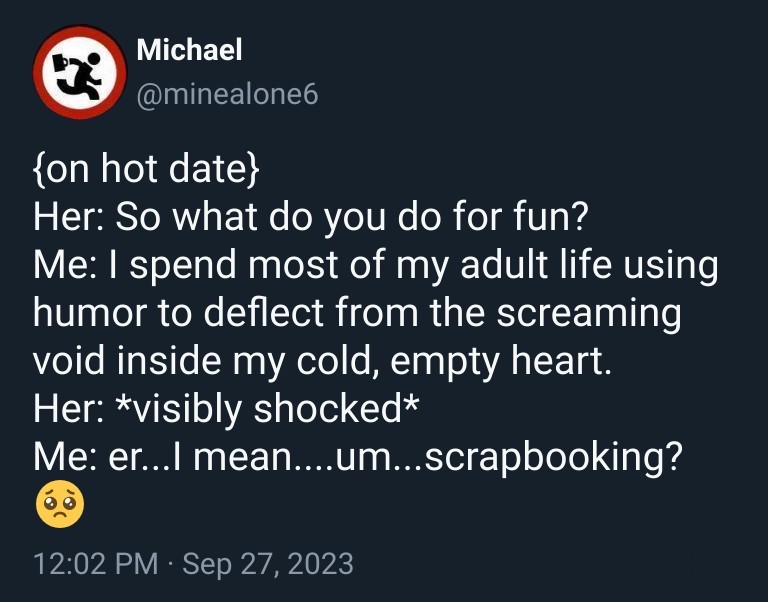 Michael
@minealone6
{on hot date}
Her: So what do you do for fun?
Me: I spend most of my adult life using
humor to deflect from the screaming
void inside my cold, empty heart.
Her: *visibly shocked*
Me: er...I mean....um...scrapbooking?
🥺
12:02 PM · Sep 27, 2023